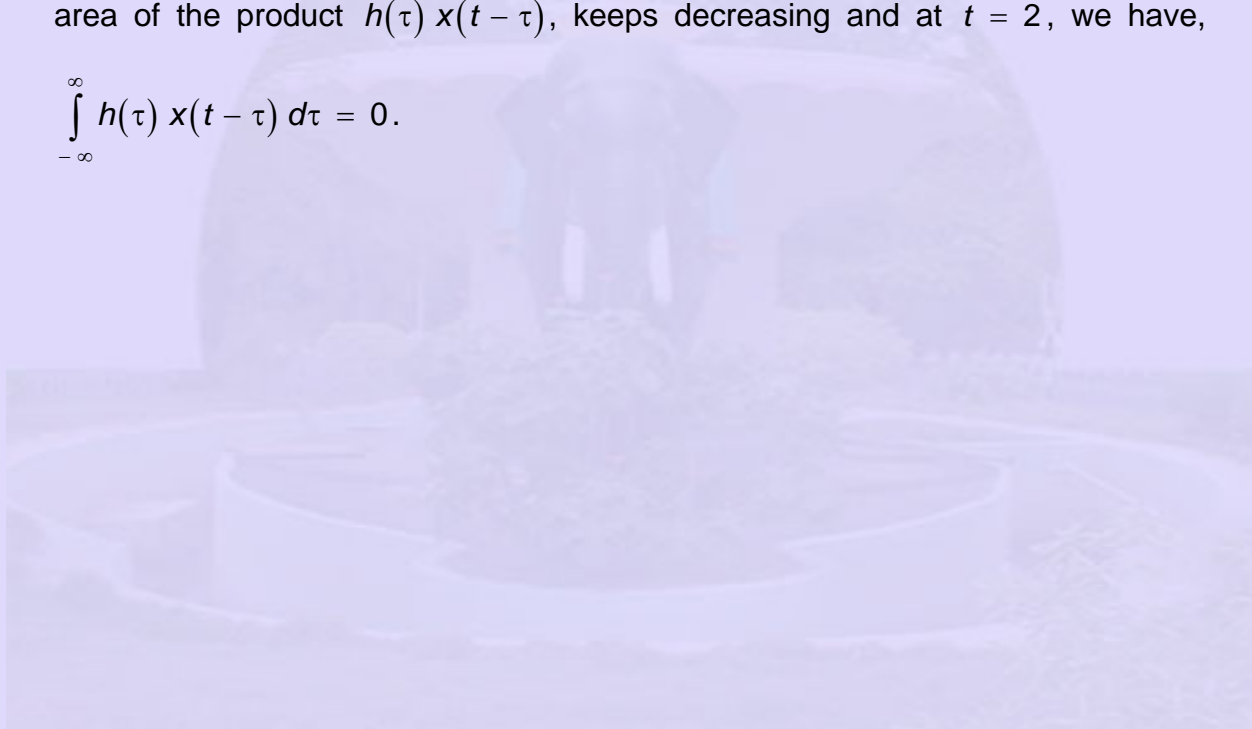 area of the product h(τ) x(t − τ), keeps decreasing and at t = 2, we have,
∞
∫ h(τ) x(t − τ) dτ = 0.
− ∞